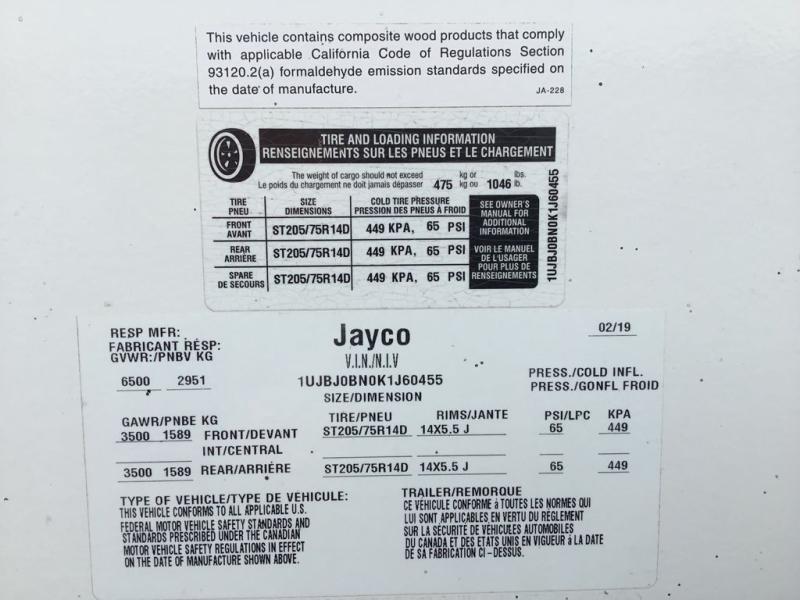 This vehicle contains composite wood products that comply
with applicable California Code of Regulations Section
93120.2(a) formaldehyde emission standards specified on
the date of manufacture. JA-228
TIRE AND LOADING INFORMATION
RENSEIGNEMENTS SUR LES PNEUS ET LE CHARGEMENT
The weight of cargo should not exceed kg or lbs.
Le poids du chargement ne doit jamais dépasser 475 kg ou 1046 lb.
TIRE SIZE COLD TIRE PRESSURE
PNEU DIMENSIONS PRESSION DES PNEUS À FROID
FRONT
AVANT ST205/75R14D 449 KPA, 65 PSI
REAR
ARRIÈRE ST205/75R14D 449 KPA, 65 PSI
SPARE
DE SECOURS ST205/75R14D 449 KPA, 65 PSI
SEE OWNER'S
MANUAL FOR
ADDITIONAL
INFORMATION
VOIR LE MANUEL
DE L'USAGER
POUR PLUS DE
RENSEIGNEMENTS
1UJBJ0BN0K1J60455
RESP MFR: Jayco 02/19
FABRICANT RÉSP:
GVWR:/PNBV KG V.I.N./N.I.V
6500 2951 1UJBJ0BN0K1J60455 PRESS./COLD INFL.
SIZE/DIMENSION PRESS./GONFL FROID
GAWR/PNBE KG TIRE/PNEU RIMS/JANTE PSI/LPC KPA
3500 1589 FRONT/DEVANT ST205/75R14D 14X5.5 J 65 449
INT/CENTRAL
3500 1589 REAR/ARRIÈRE ST205/75R14D 14X5.5 J 65 449
TYPE OF VEHICLE/TYPE DE VÉHICULE: TRAILER/REMORQUE
THIS VEHICLE CONFORMS TO ALL APPLICABLE U.S.
FEDERAL MOTOR VEHICLE SAFETY STANDARDS AND
STANDARDS PRESCRIBED UNDER THE CANADIAN
MOTOR VEHICLE SAFETY REGULATIONS IN EFFECT
ON THE DATE OF MANUFACTURE SHOWN ABOVE.
CE VÉHICULE CONFORME à TOUTES LES NORMES QUI
LUI SONT APPLICABLES EN VERTU DU RÈGLEMENT
SUR LA SÉCURITÉ DE VÉHICULES AUTOMOBILES
DU CANADA ET DES ETATS UNIS EN VIGUEUR à LA DATE
DE SA FABRICATION CI-DESSUS.